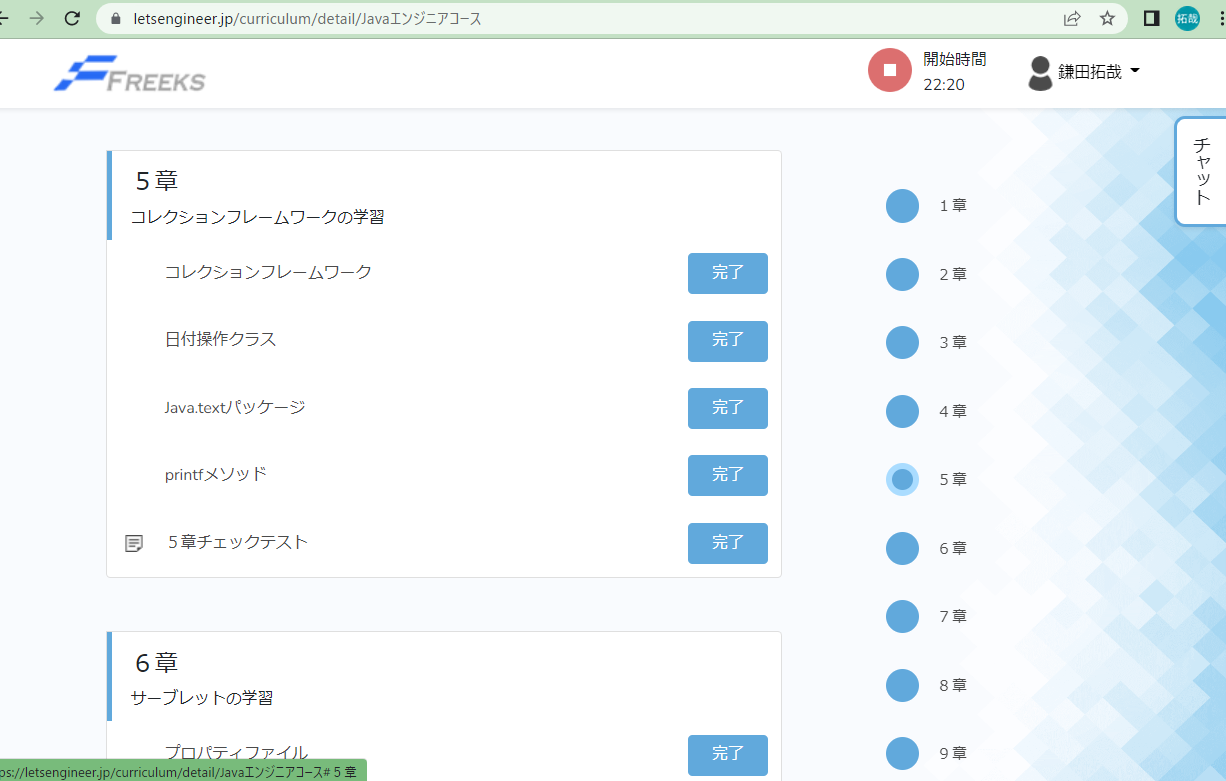 letsengineer.jp/curriculum/detail/Javaエンジニアコース
拓哉
FREEKS
開始時間
22:20
鎌田拓哉
チャット
５章
コレクションフレームワークの学習
コレクションフレームワーク
完了
日付操作クラス
完了
Java.textパッケージ
完了
printfメソッド
完了
５章チェックテスト
完了
６章
サーブレットの学習
プロパティファイル
完了
1 章
2 章
3 章
4 章
5 章
6 章
7 章
8 章
9 章
ps://letsengineer.jp/curriculum/detail/Javaエンジニアコース#５章